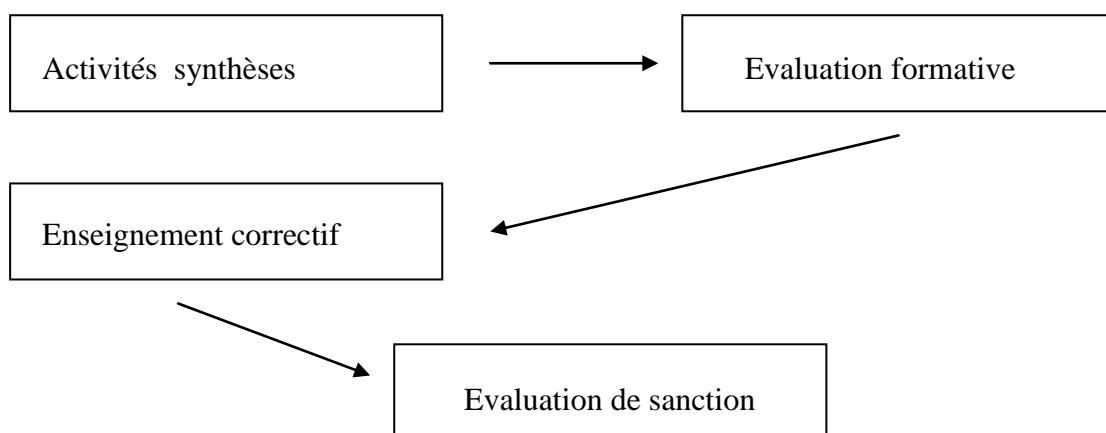 Activités synthèses
Evaluation formative
Enseignement correctif
Evaluation de sanction